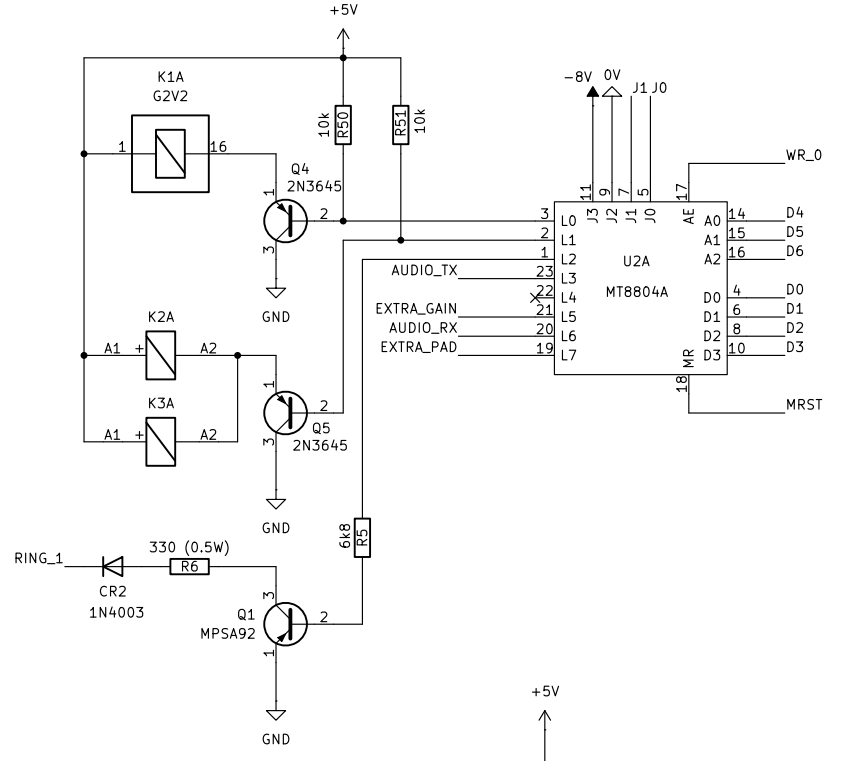 +5V
K1A
G2V2
1
16
10k
R50
R51
10k
Q4
2N3645
1
2
3
GND
-8V
0V
J1
J0
11
9
7
5
17
WR_0
J3
J2
J1
J0
AE
3
L0
2
L1
1
L2
AUDIO_TX
23
L3
22
L4
EXTRA_GAIN
21
L5
AUDIO_RX
20
L6
EXTRA_PAD
19
L7
U2A
MT8804A
A0
14
D4
A1
15
D5
A2
16
D6
D0
4
D0
D1
6
D1
D2
8
D2
D3
10
D3
MR
18
MRST
K2A
A1
+
A2
K3A
A1
+
A2
1
2
3
Q5
2N3645
GND
6k8
R5
RING_1
330 (0.5W)
R6
CR2
1N4003
3
Q1
2
MPSA92
1
GND
+5V